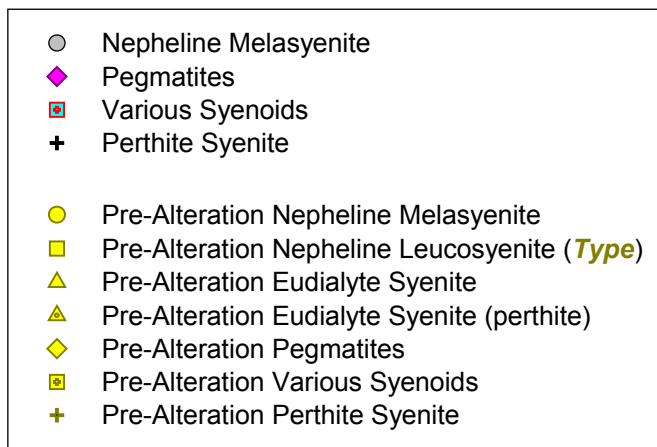 Nepheline Melasyenite
Pegmatites
Various Syenoids
Perthite Syenite
Pre-Alteration Nepheline Melasyenite
Pre-Alteration Nepheline Leucosyenite (Type)
Pre-Alteration Eudialyte Syenite
Pre-Alteration Eudialyte Syenite (perthite)
Pre-Alteration Pegmatites
Pre-Alteration Various Syenoids
Pre-Alteration Perthite Syenite